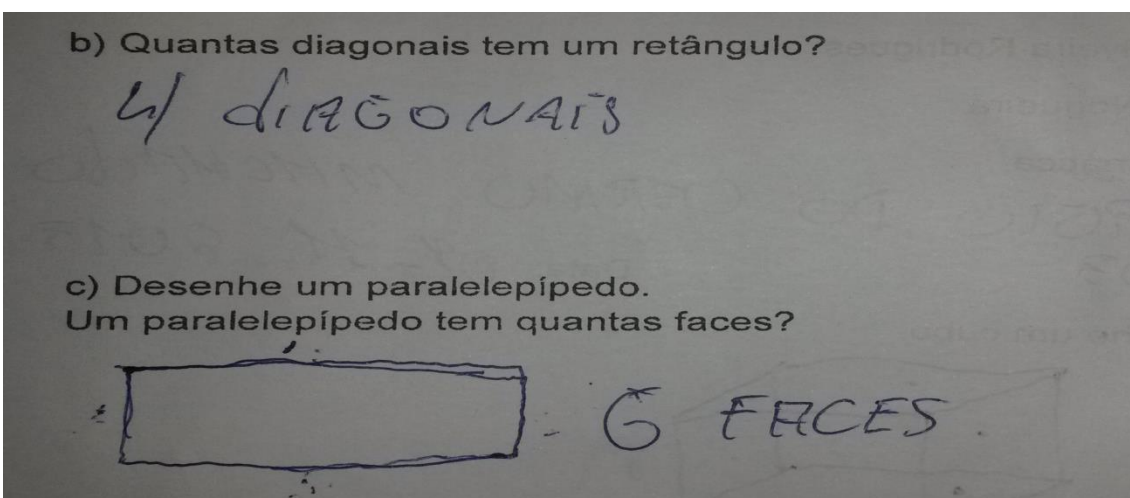 b) Quantas diagonais tem um retângulo?
4 dIAGONAIS
c) Desenhe um paralelepípedo.
Um paralelepípedo tem quantas faces?
6 FACES.